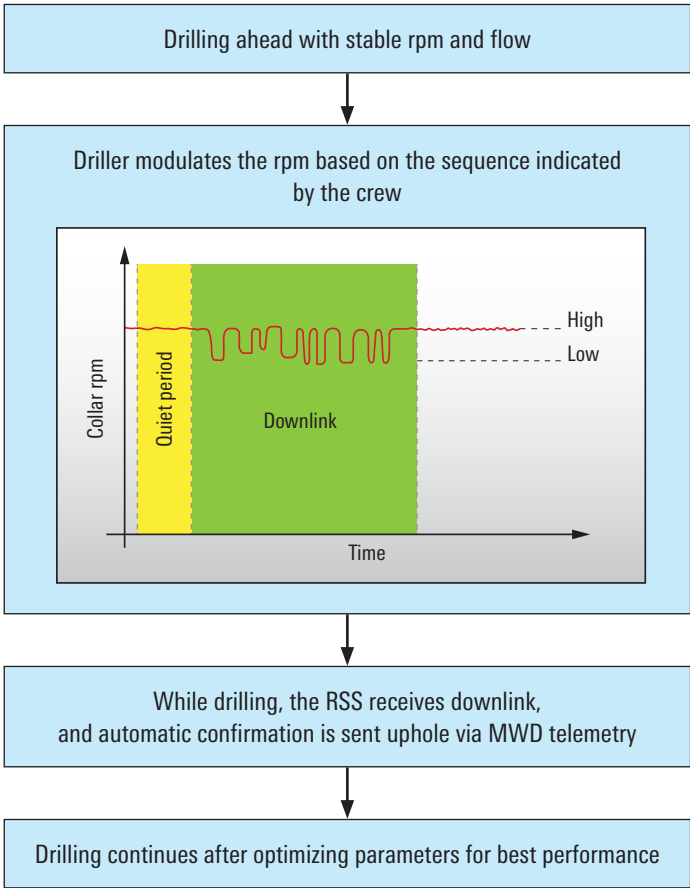 Drilling ahead with stable rpm and flow
Driller modulates the rpm based on the sequence indicated
by the crew
Collar rpm
Quiet period
Downlink
High
Low
Time
While drilling, the RSS receives downlink,
and automatic confirmation is sent uphole via MWD telemetry
Drilling continues after optimizing parameters for best performance